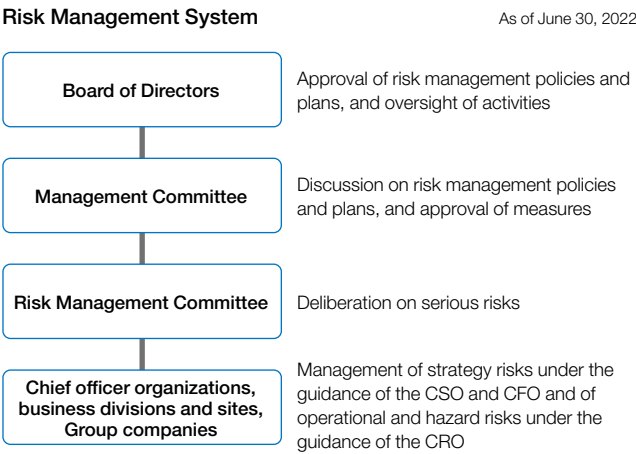 Risk Management System
As of June 30, 2022
Board of Directors
Approval of risk management policies and
plans, and oversight of activities
Management Committee
Discussion on risk management policies
and plans, and approval of measures
Risk Management Committee
Deliberation on serious risks
Chief officer organizations,
business divisions and sites,
Group companies
Management of strategy risks under the
guidance of the CSO and CFO and of
operational and hazard risks under the
guidance of the CRO